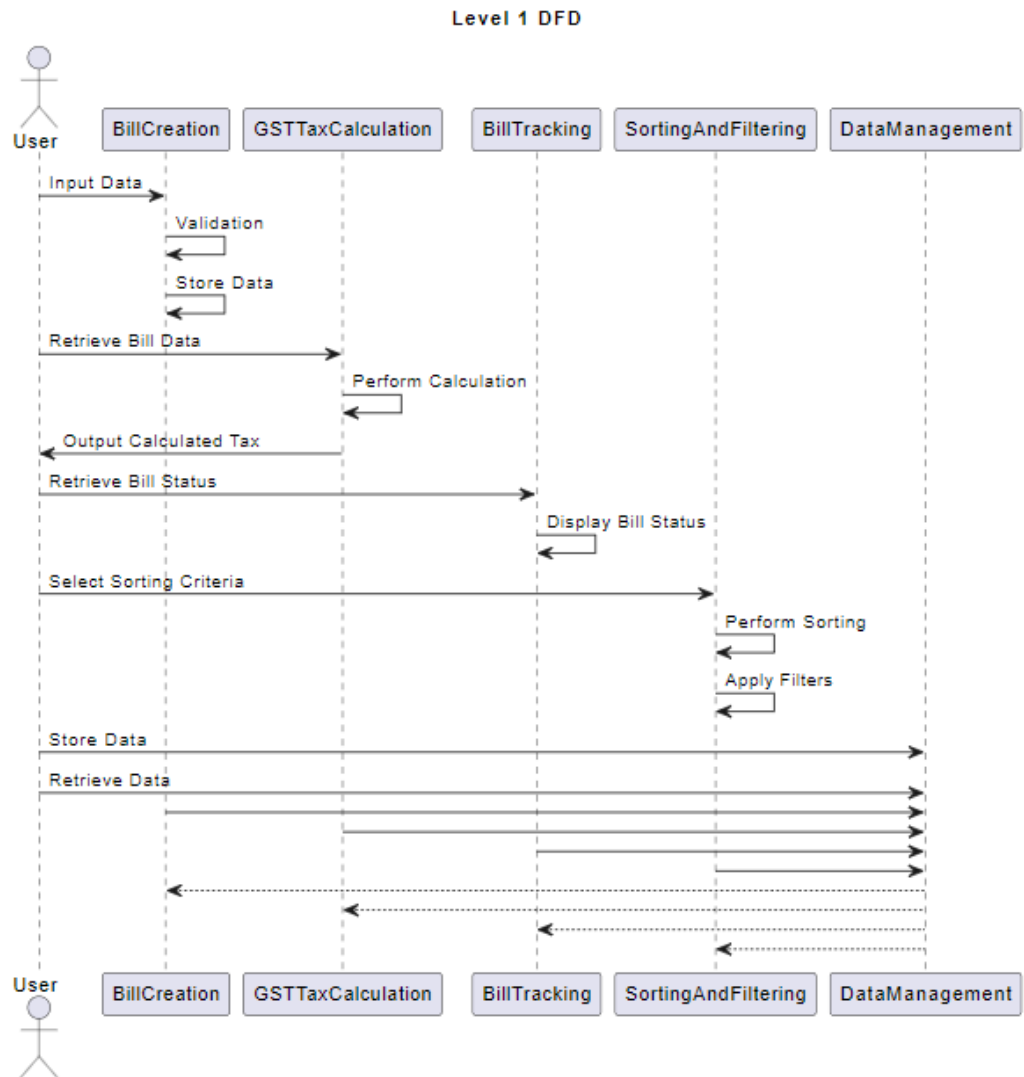 Level 1 DFD
User
BillCreation
GSTTaxCalculation
BillTracking
SortingAndFiltering
DataManagement
Input Data
Validation
Store Data
Retrieve Bill Data
Perform Calculation
Output Calculated Tax
Retrieve Bill Status
Display Bill Status
Select Sorting Criteria
Perform Sorting
Apply Filters
Store Data
Retrieve Data
User
BillCreation
GSTTaxCalculation
BillTracking
SortingAndFiltering
DataManagement